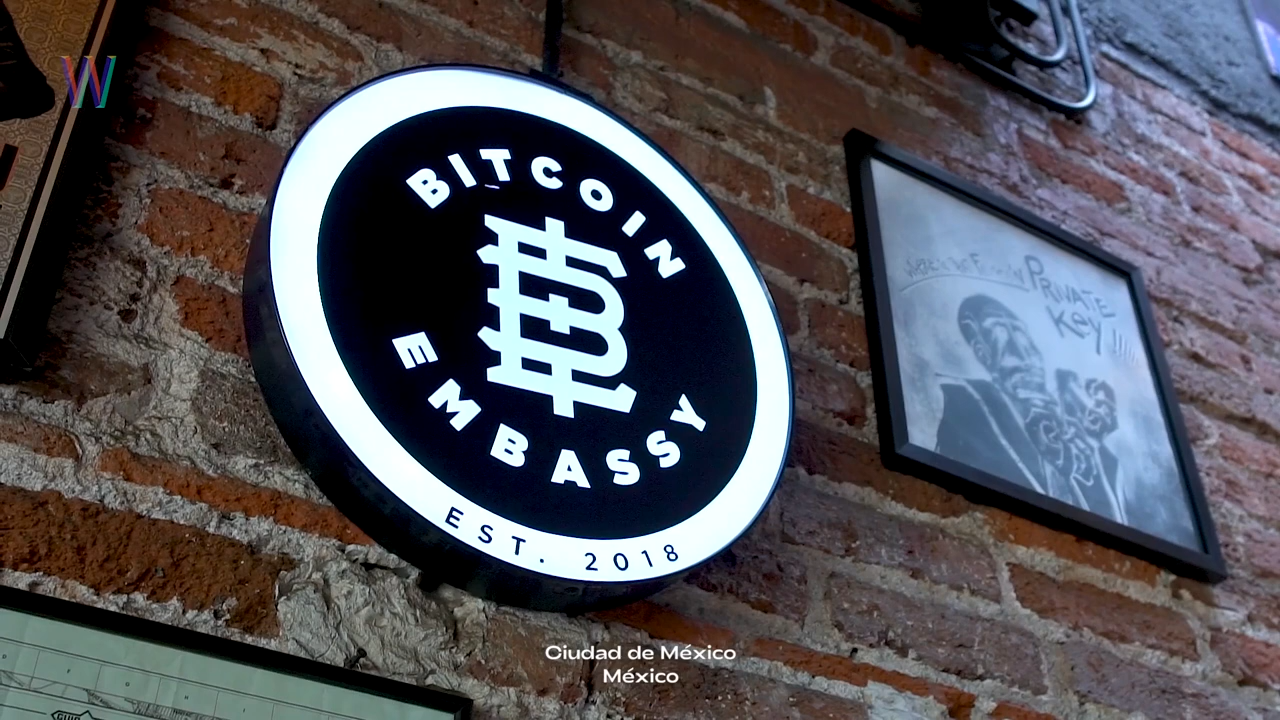 W
BITCOIN
EMBASSY
EST. 2018
PRIVATE
Key !!!
Ciudad de México
México